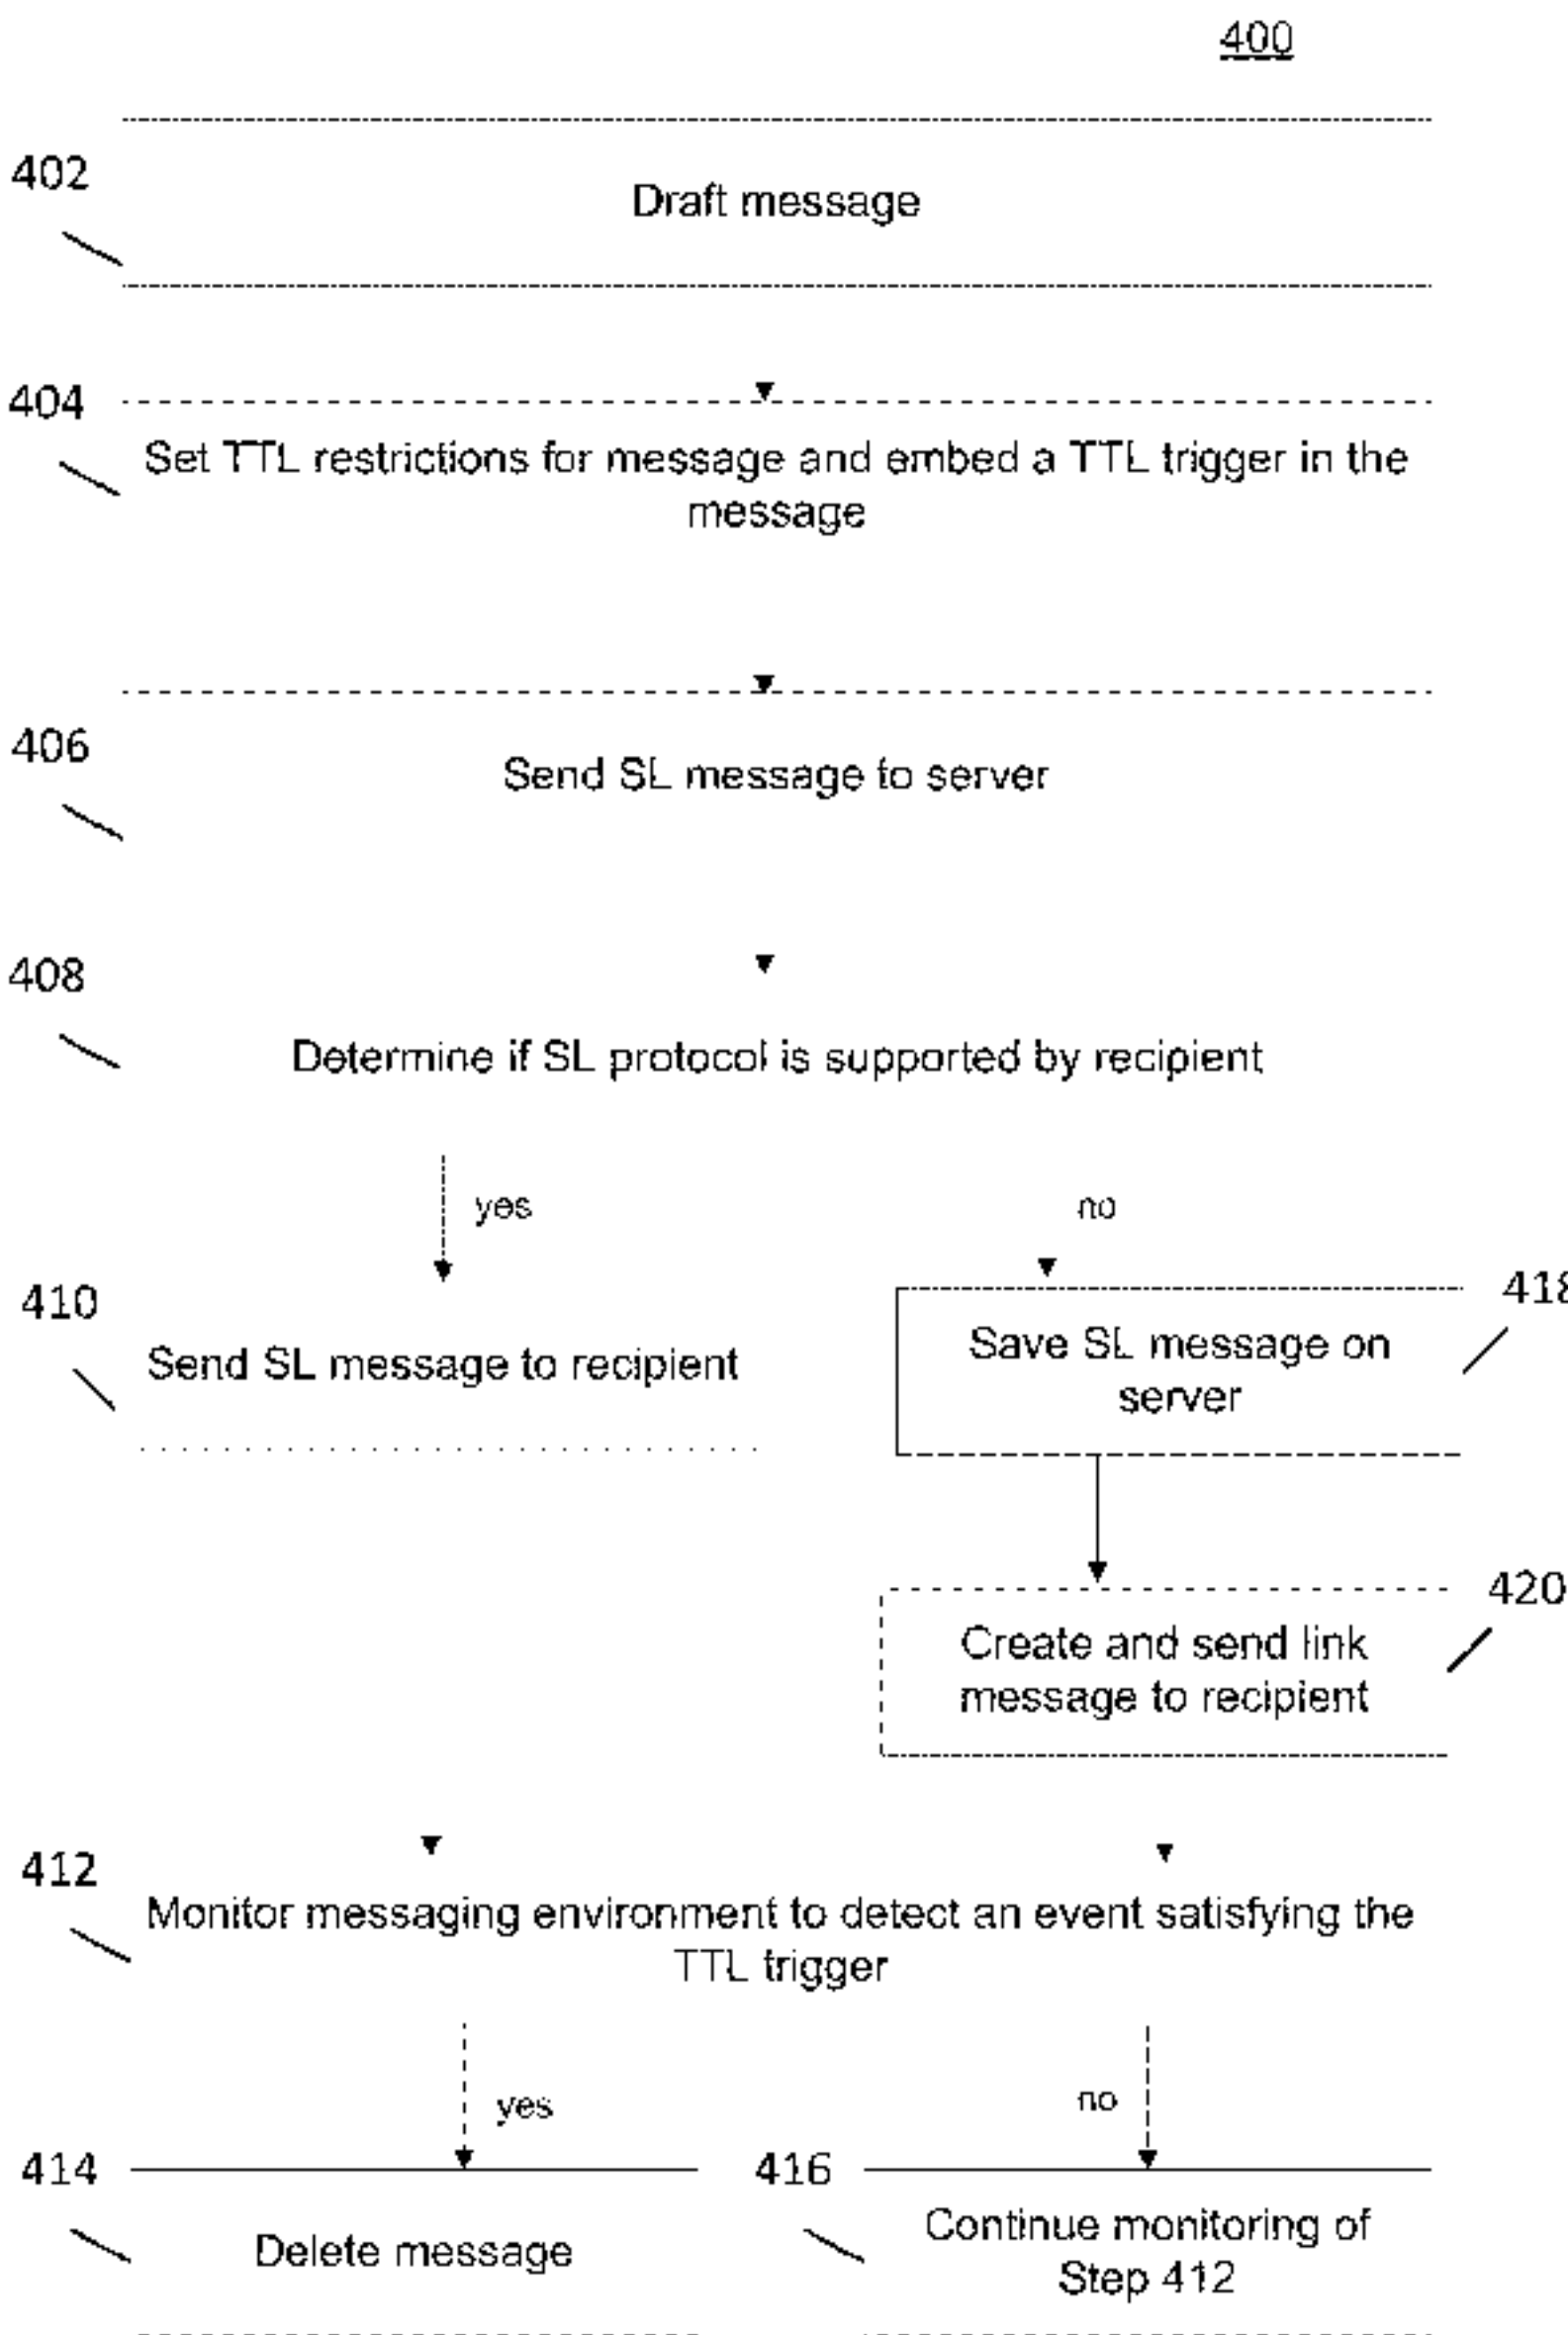 400
402
Draft message
404
Set TTL restrictions for message and embed a TTL trigger in the
message
406
Send SL message to server
408
Determine if SL protocol is supported by recipient
yes
no
410
Send SL message to recipient
418
Save SL message on
server
420
Create and send link
message to recipient
412
Monitor messaging environment to detect an event satisfying the
TTL trigger
yes
no
414
Delete message
416
Continue monitoring of
Step 412